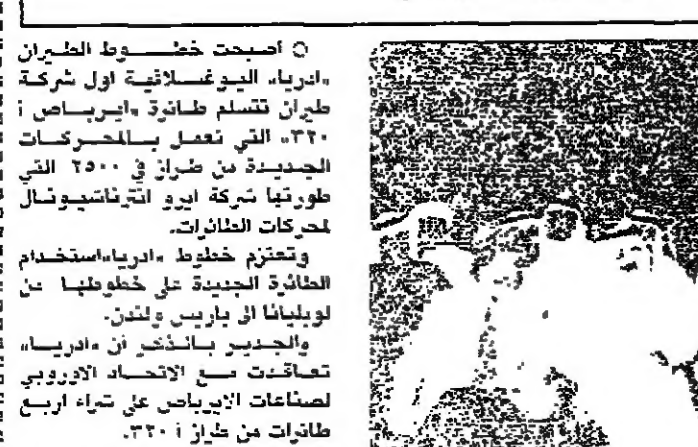 ○ اصبحت خطوط الطيران
«ادريا» اليوغسلافية اول شركة
طيران تتسلم طائرة «ايرباص أ
٣٢٠» التي تعمل بالمحركات
الجديدة من طراز في ٢٥٠٠ التي
طورتها شركة ايرو انترناشيونال
لمحركات الطائرات.
وتعتزم خطوط «ادريا» استخدام
الطائرة الجديدة على خطوطها من
لوبليانا الى باريس ولندن.
والجدير بالذكر ان «ادريا»
تعاقدت مع الاتحاد الاوروبي
لصناعات الايرباص على شراء اربع
طائرات من طراز أ ٣٢٠.